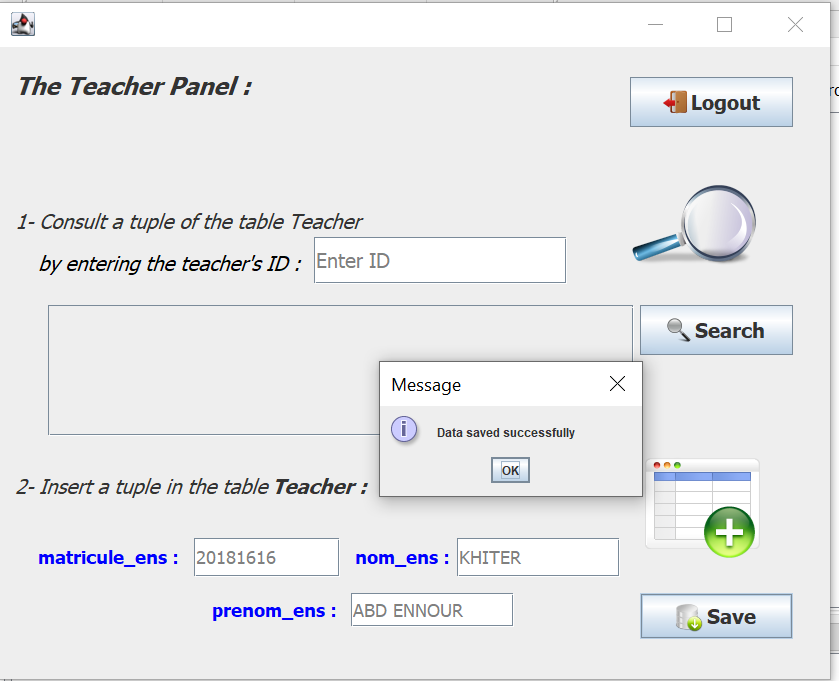 The Teacher Panel :
Logout
1- Consult a tuple of the table Teacher
by entering the teacher's ID :
Enter ID
Search
Message
Data saved successfully
OK
2- Insert a tuple in the table Teacher :
matricule_ens :
20181616
nom_ens :
KHITER
prenom_ens :
ABD ENNOUR
Save